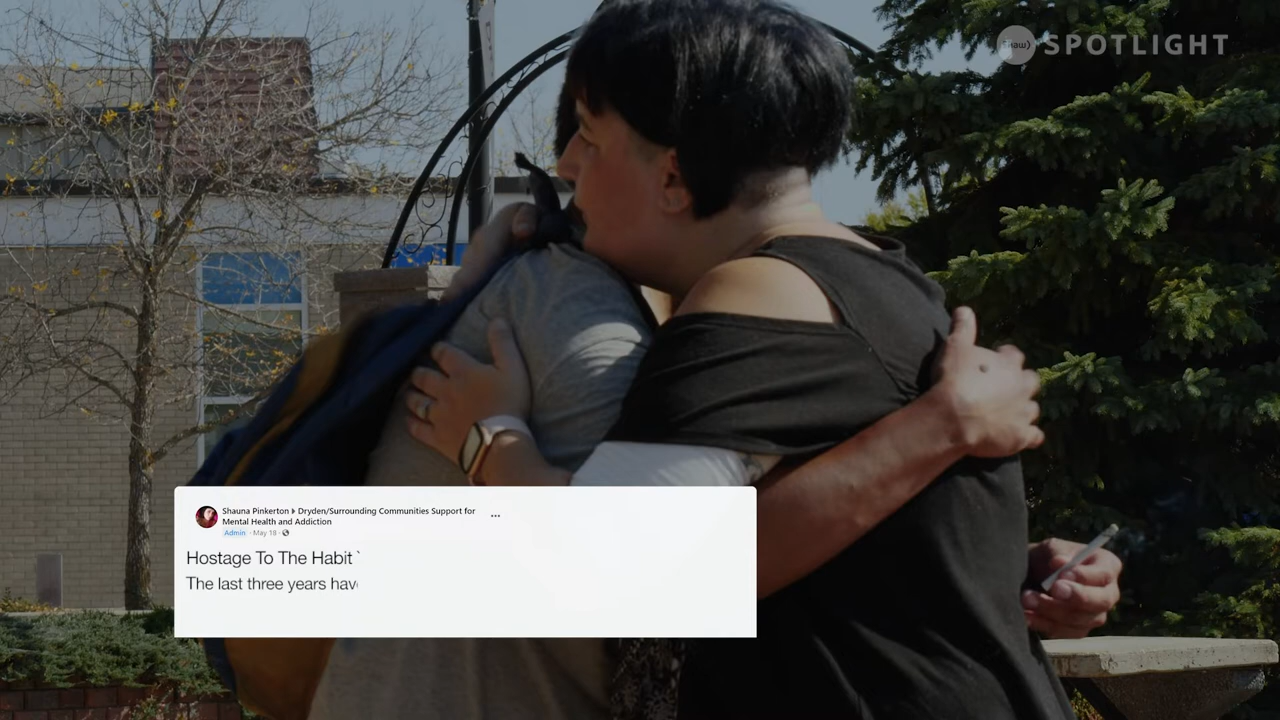 Shaw)
SPOTLIGHT
Shauna Pinkerton ▸ Dryden/Surrounding Communities Support for
Mental Health and Addiction
Admin · May 18 ·
Hostage To The Habit `
The last three years hav